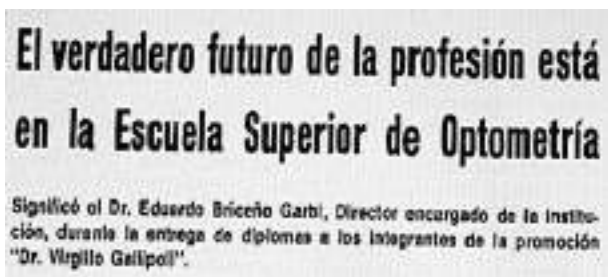 El verdadero futuro de la profesión está
en la Escuela Superior de Optometría
Significó el Dr. Eduardo Briceño Garbi, Director encargado de la Institu-
ción, durante la entrega de diplomas a los integrantes de la promoción
"Dr. Virgilio Gallipoli".